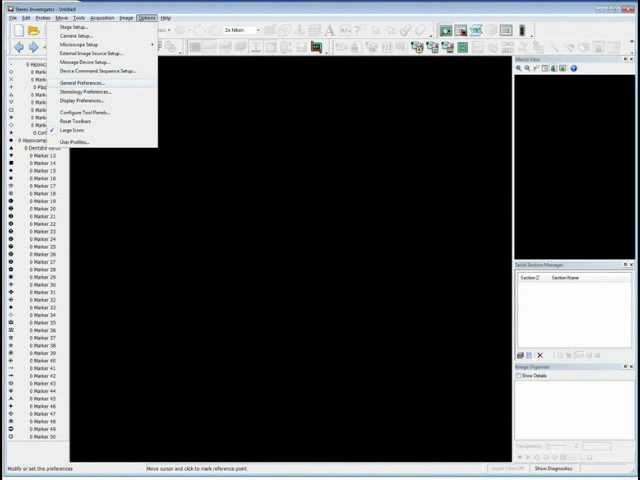 Stereo Investigator - Untitled
File Edit Probes Move Tools Acquisition Image Options Help
Stage Setup...
Camera Setup...
Microscope Setup
External Image Source Setup...
Message Device Setup...
Device Command Sequence Setup...
General Preferences...
Stereology Preferences...
Display Preferences...
Configure Tool Panels...
Reset Toolbars
Large Icons
User Profiles...
2x Nikon
0 Marker 13
0 Marker 14
0 Marker 15
0 Marker 16
0 Marker 17
0 Marker 18
0 Marker 19
0 Marker 20
0 Marker 21
0 Marker 22
0 Marker 23
0 Marker 24
0 Marker 25
0 Marker 26
0 Marker 27
0 Marker 28
0 Marker 29
0 Marker 30
0 Marker 31
0 Marker 32
0 Marker 33
0 Marker 34
0 Marker 35
0 Marker 36
0 Marker 37
0 Marker 38
0 Marker 39
0 Marker 40
0 Marker 41
0 Marker 42
0 Marker 43
0 Marker 44
0 Marker 45
0 Marker 46
0 Marker 47
0 Marker 48
0 Marker 49
0 Marker 50
Macro View
Serial Section Manager
Section Z Section Name
Image Organizer
Show Details
Transparency:
Modify or set the preferences
Move cursor and click to mark reference point
Depth Filter Off
Show Diagnostics